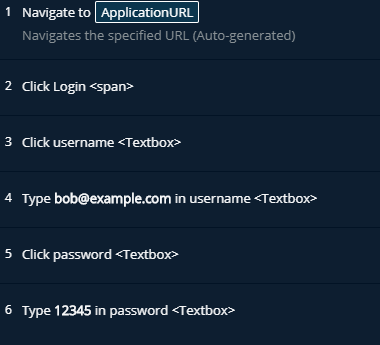 1 Navigate to ApplicationURL
Navigates the specified URL (Auto-generated)
2 Click Login <span>
3 Click username <Textbox>
4 Type bob@example.com in username <Textbox>
5 Click password <Textbox>
6 Type 12345 in password <Textbox>